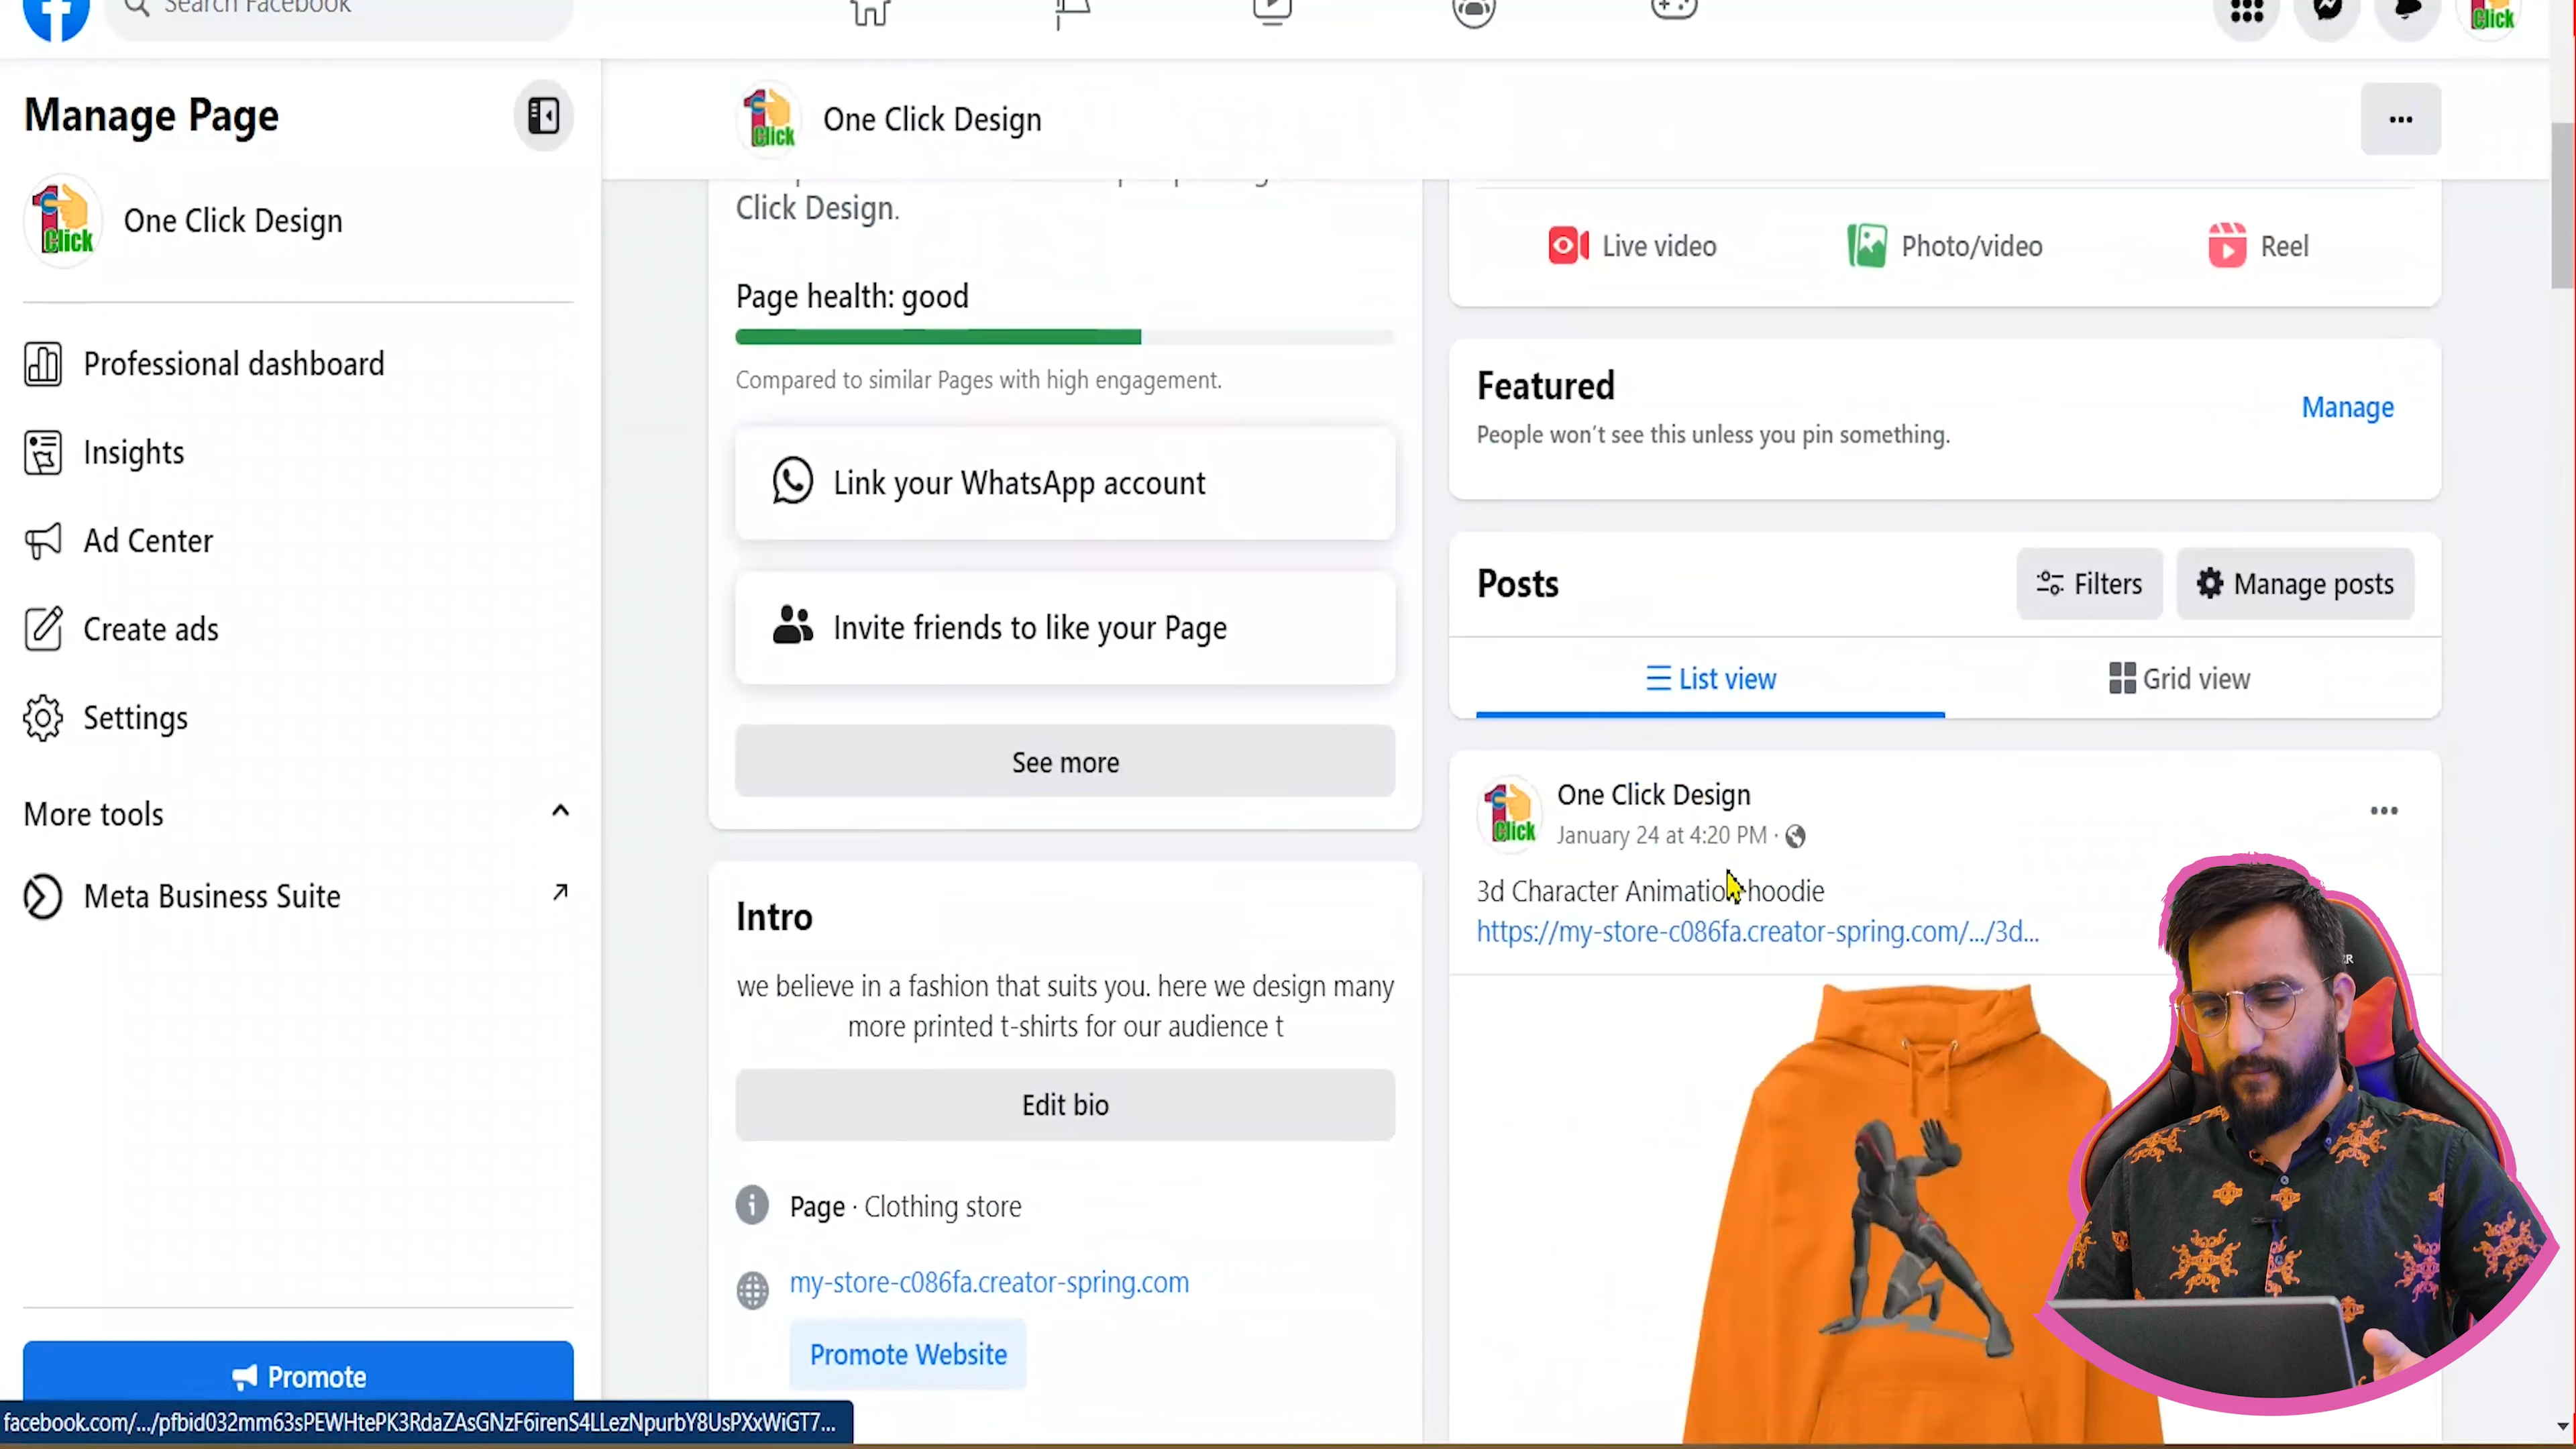 Search Facebook
Click
Manage Page
Click
One Click Design
Click
One Click Design
Professional dashboard
Insights
Ad Center
Create ads
Settings
More tools
Meta Business Suite
Promote
facebook.com/.../pfbid032mm63sPEWHtePK3RdaZAsGNzF6irenS4LLezNpurbY8UsPXxWiGT7...
Click Design.
Page health: good
Compared to similar Pages with high engagement.
Link your WhatsApp account
Invite friends to like your Page
See more
Intro
we believe in a fashion that suits you. here we design many
more printed t-shirts for our audience t
Edit bio
Page · Clothing store
my-store-c086fa.creator-spring.com
Promote Website
Live video
Photo/video
Reel
Featured
Manage
People won't see this unless you pin something.
Posts
Filters
Manage posts
List view
Grid view
Click
One Click Design
January 24 at 4:20 PM ·
3d Character Animation hoodie
https://my-store-c086fa.creator-spring.com/.../3d...